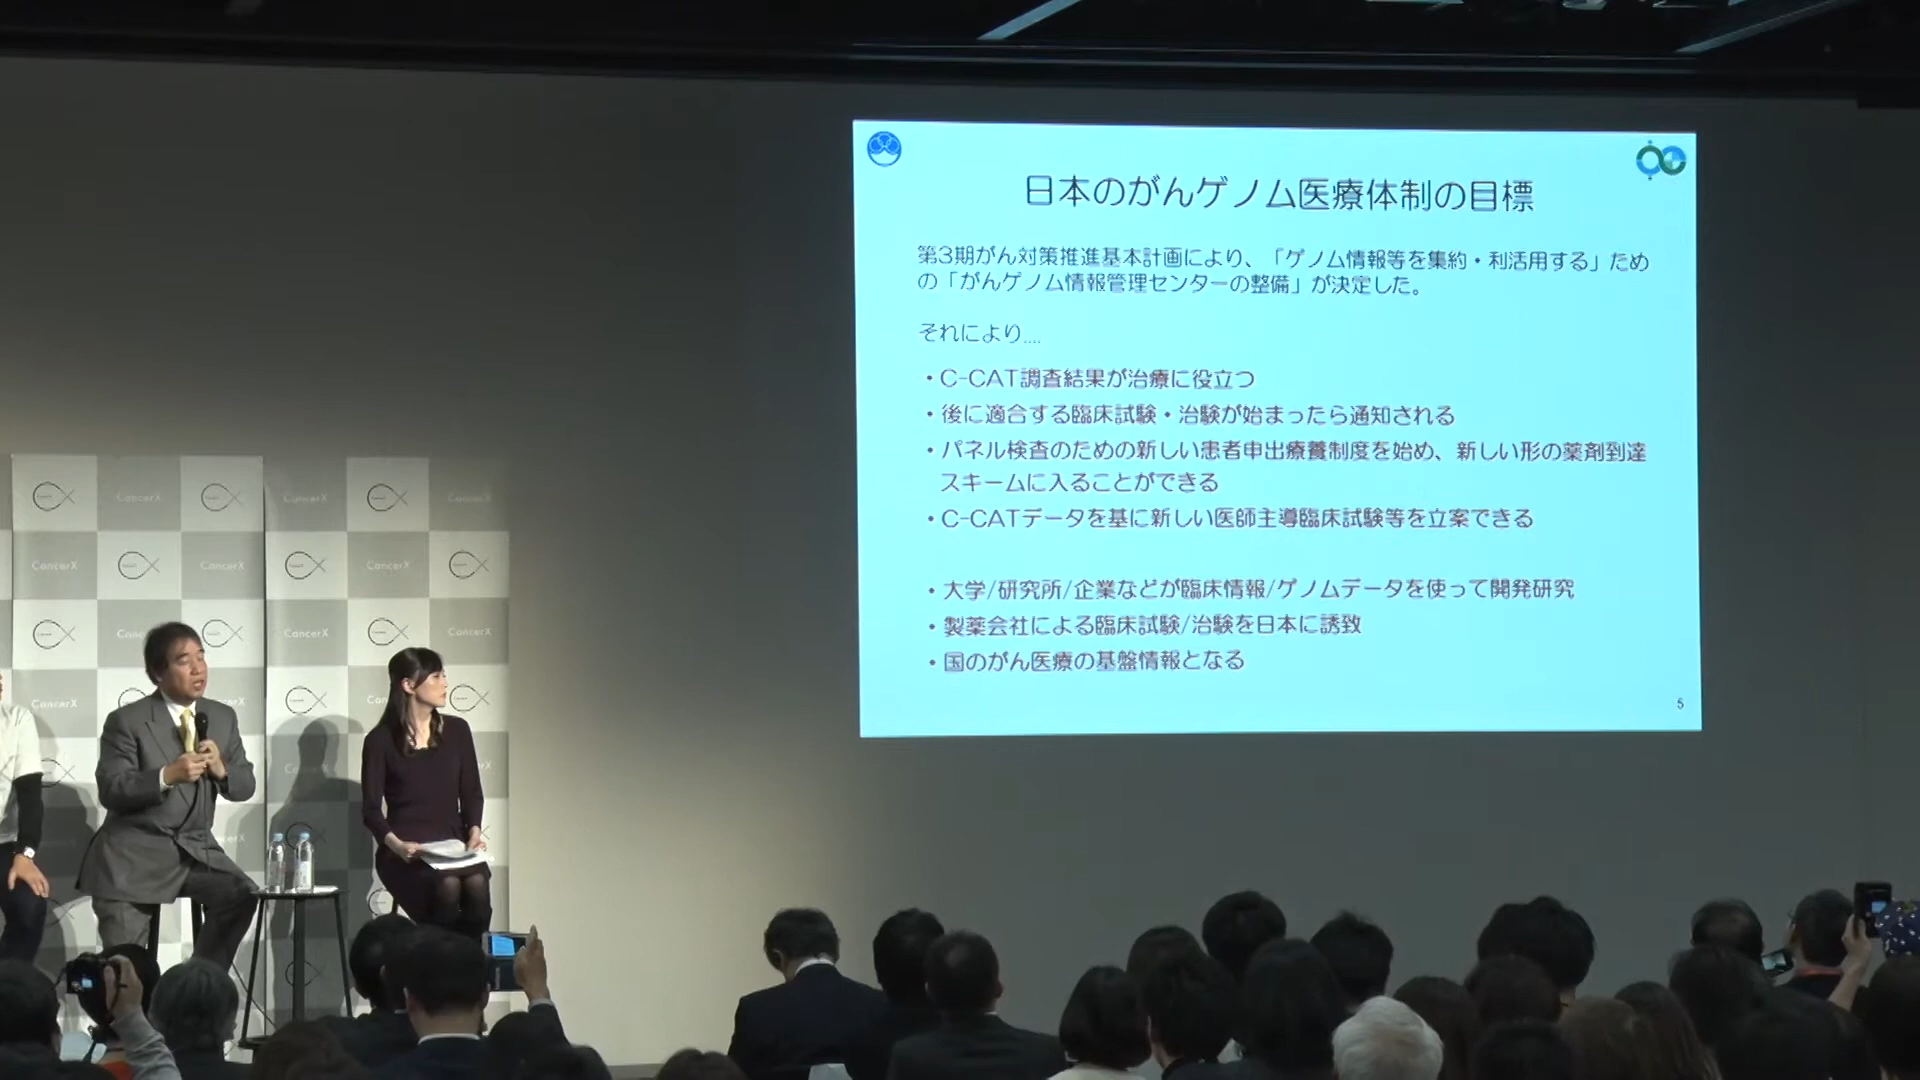 日本のがんゲノム医療体制の目標
第3期がん対策推進基本計画により、「ゲノム情報等を集約・利活用する」ため
の「がんゲノム情報管理センターの整備」が決定した。
それにより....
・C-CAT調査結果が治療に役立つ
・後に適合する臨床試験・治験が始まったら通知される
・パネル検査のための新しい患者申出療養制度を始め、新しい形の薬剤到達
スキームに入ることができる
・C-CATデータを基に新しい医師主導臨床試験等を立案できる
・大学/研究所/企業などが臨床情報/ゲノムデータを使って開発研究
・製薬会社による臨床試験/治験を日本に誘致
・国のがん医療の基盤情報となる
5
CancerX
CancerX
CancerX
CancerX
CancerX
CancerX
CancerX
CancerX
CancerX